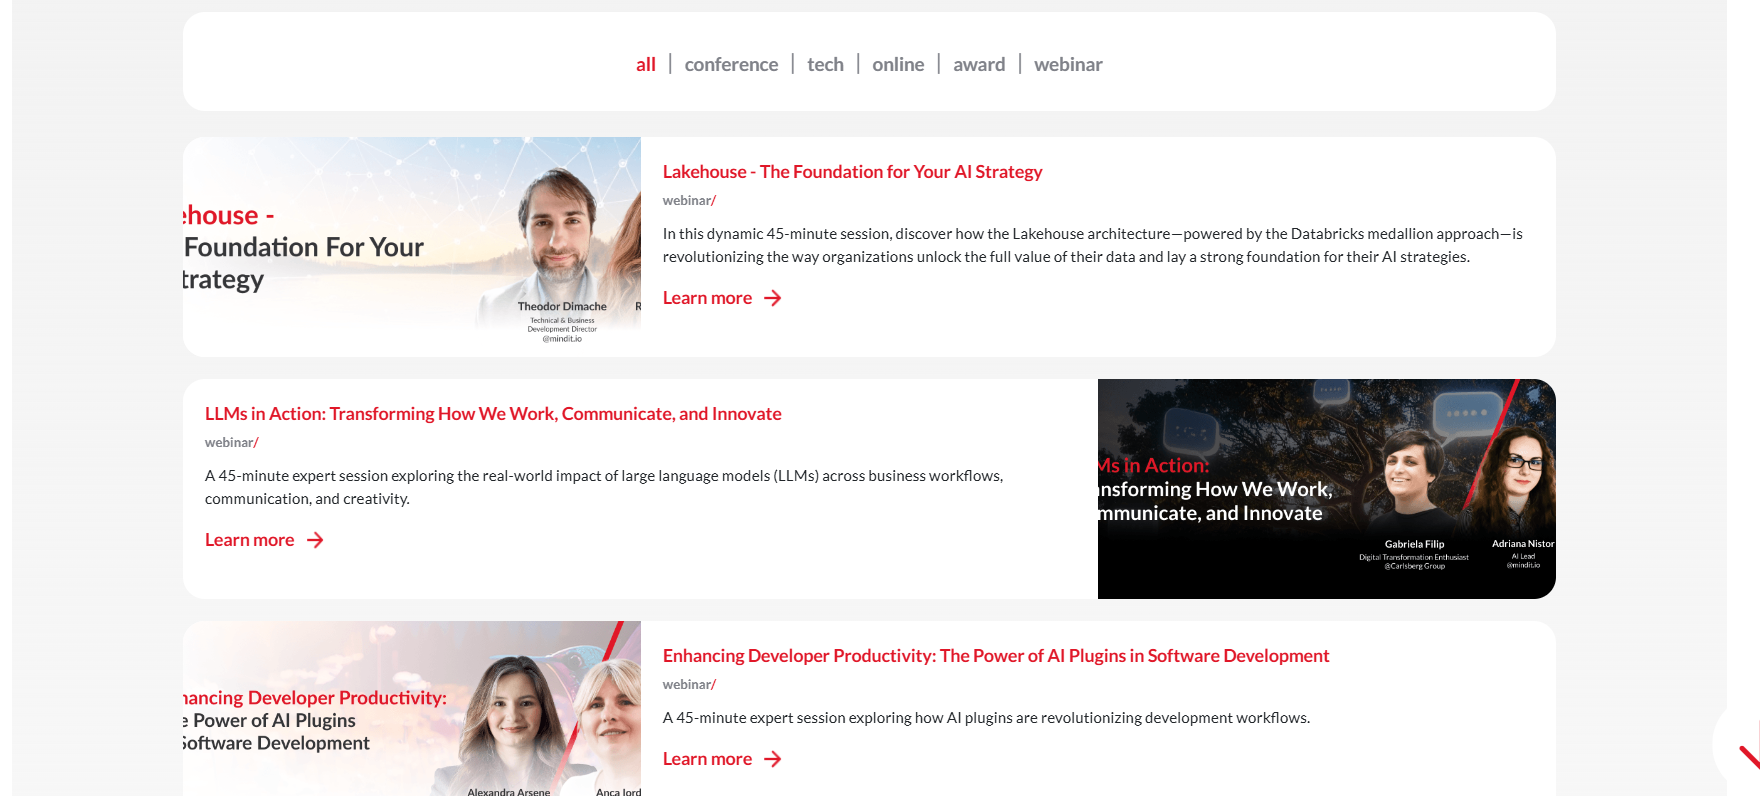 all | conference | tech | online | award | webinar
ehouse -
Foundation For Your
trategy
Theodor Dimache
Technical & Business
Development Director
@mindit.io
R
Lakehouse - The Foundation for Your AI Strategy
webinar/
In this dynamic 45-minute session, discover how the Lakehouse architecture—powered by the Databricks medallion approach—is
revolutionizing the way organizations unlock the full value of their data and lay a strong foundation for their AI strategies.
Learn more
LLMs in Action: Transforming How We Work, Communicate, and Innovate
webinar/
A 45-minute expert session exploring the real-world impact of large language models (LLMs) across business workflows,
communication, and creativity.
Learn more
Ms in Action:
nsforming How We Work,
mmunicate, and Innovate
Gabriela Filip
Digital Transformation Enthusiast
@Carlsberg Group
Adriana Nistor
AI Lead
@mindit.io
nancing Developer Productivity:
e Power of AI Plugins
Software Development
Alexandra Arsene
Anca Iord
Enhancing Developer Productivity: The Power of AI Plugins in Software Development
webinar/
A 45-minute expert session exploring how AI plugins are revolutionizing development workflows.
Learn more